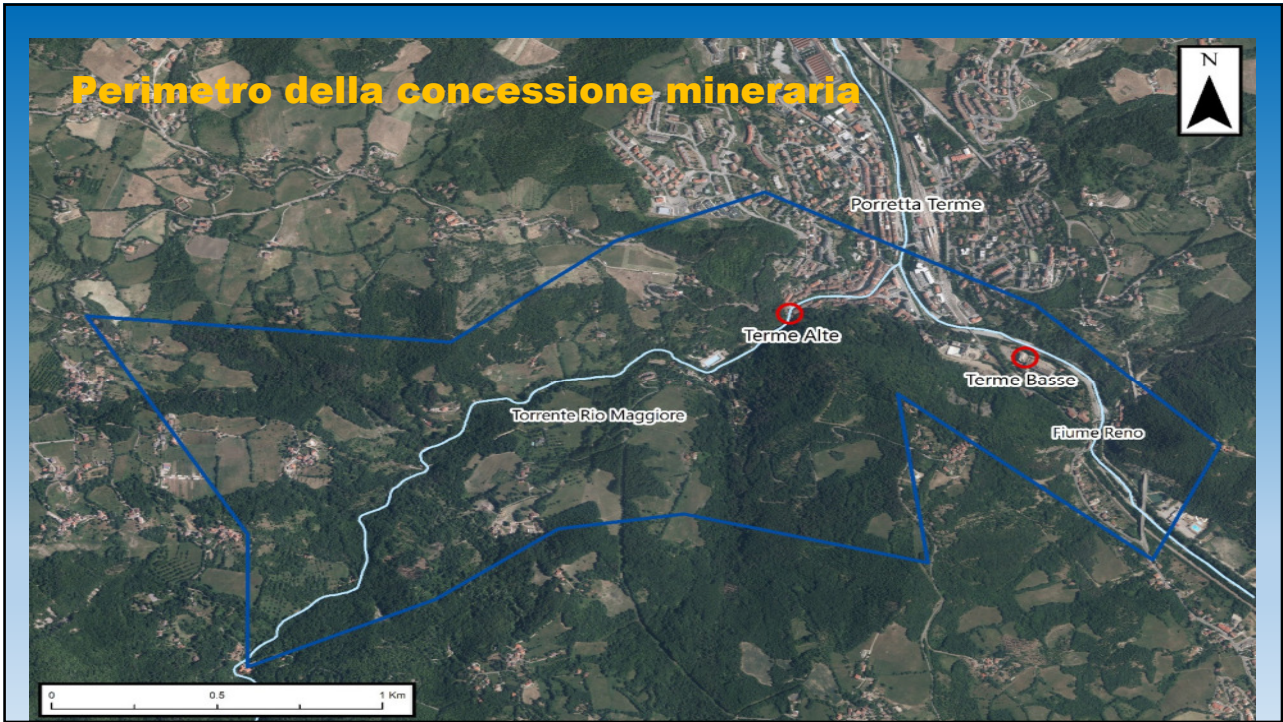 Perimetro della concessione mineraria
N
Porretta Terme
Terme Alte
Terme Basse
Torrente Rio Maggiore
Fiume Reno
0 0.5 1 Km